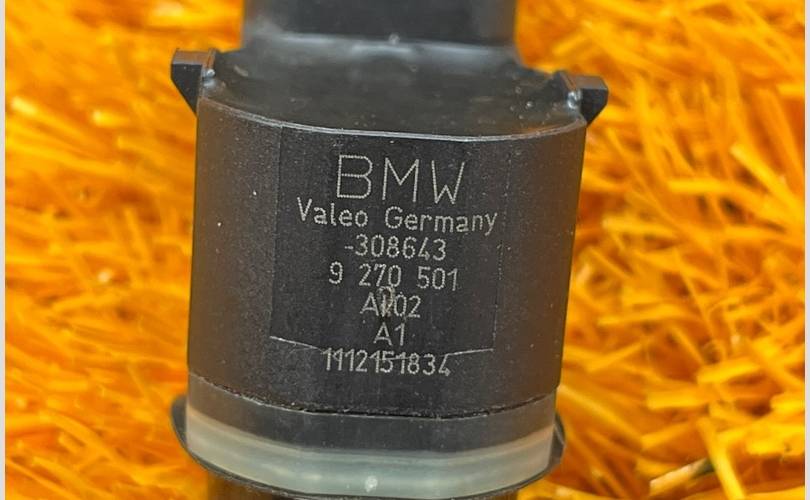 BMW
Valeo Germany
-308643
9 270 501
A1
1112151834